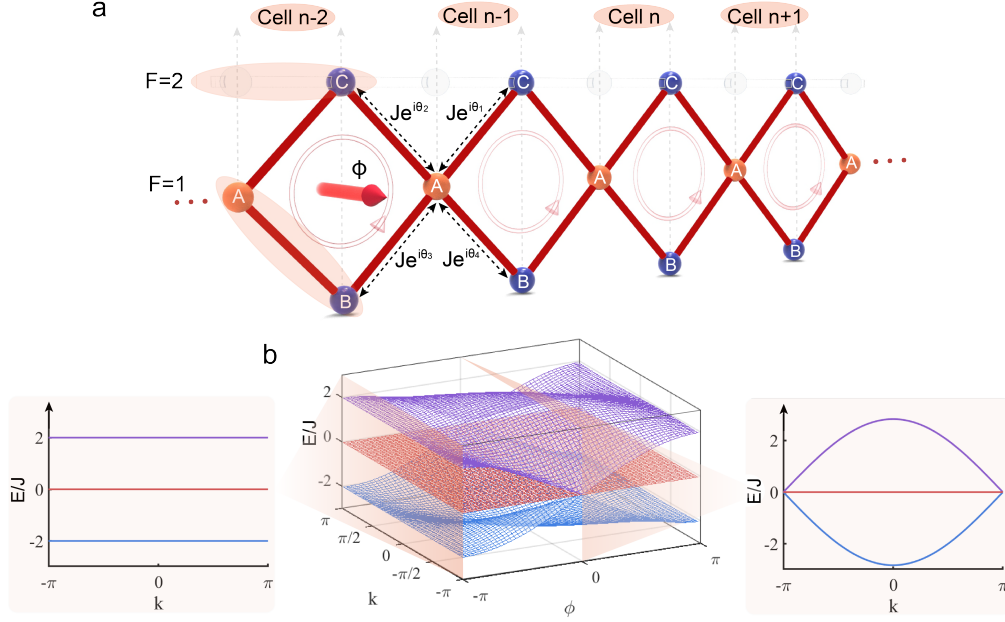 a
Cell n-2
Cell n-1
Cell n
Cell n+1
F=2
C
C
C
C
Je^{iθ₂}
Je^{iθ₁}
F=1
ϕ
A
A
A
A
A
Je^{iθ₃}
Je^{iθ₄}
B
B
B
B
b
E/J
2
0
-2
-π
0
π
k
E/J
2
0
-2
π
π/2
0
-π/2
-π
k
-π
0
π
ϕ
E/J
2
0
-2
-π
0
π
k